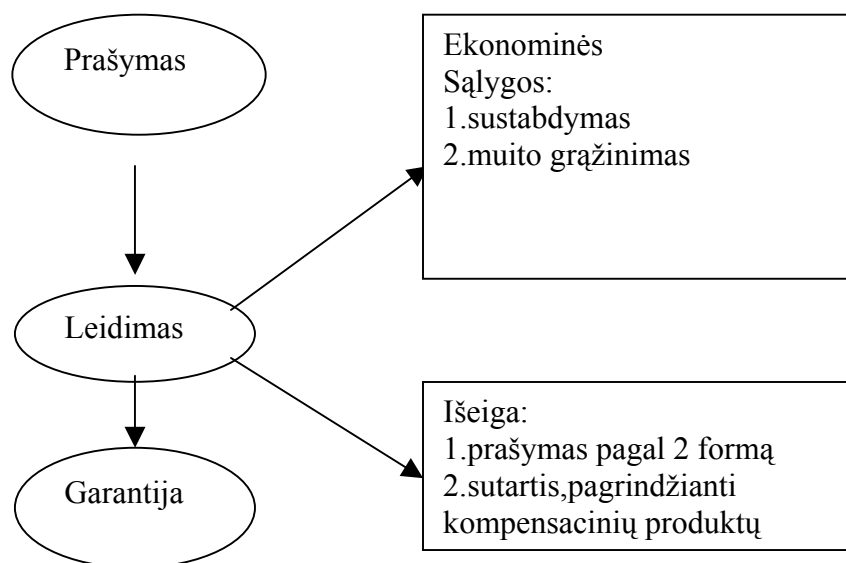 Prašymas
Ekonominės
Sąlygos:
1.sustabdymas
2.muito grąžinimas
Leidimas
Išeiga:
1.prašymas pagal 2 formą
2.sutartis,pagrindžianti
kompensacinių produktų
Garantija